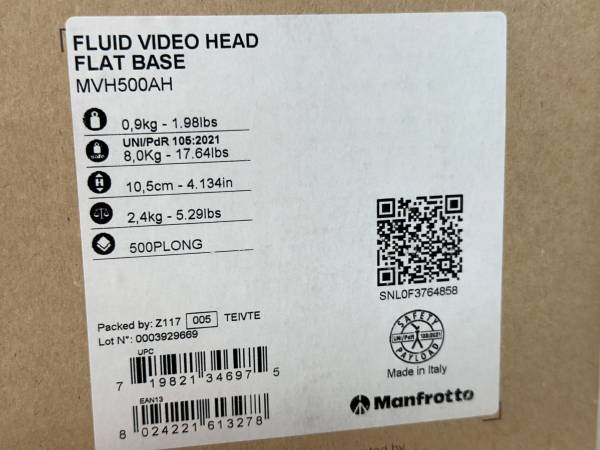 FLUID VIDEO HEAD
FLAT BASE
MVH500AH
0,9kg - 1.98lbs
UNI/PdR 105:2021
safe
8,0Kg - 17.64lbs
H
10,5cm - 4.134in
2,4kg - 5.29lbs
500PLONG
SNL0F3764858
Packed by: Z117 005 TEIVTE
Lot N°: 0003929669
SAFETY
UNI/PdR 105:2021
PAYLOAD
Made in Italy
UPC
7 19821 34697 5
EAN13
8 024221 613278
Manfrotto